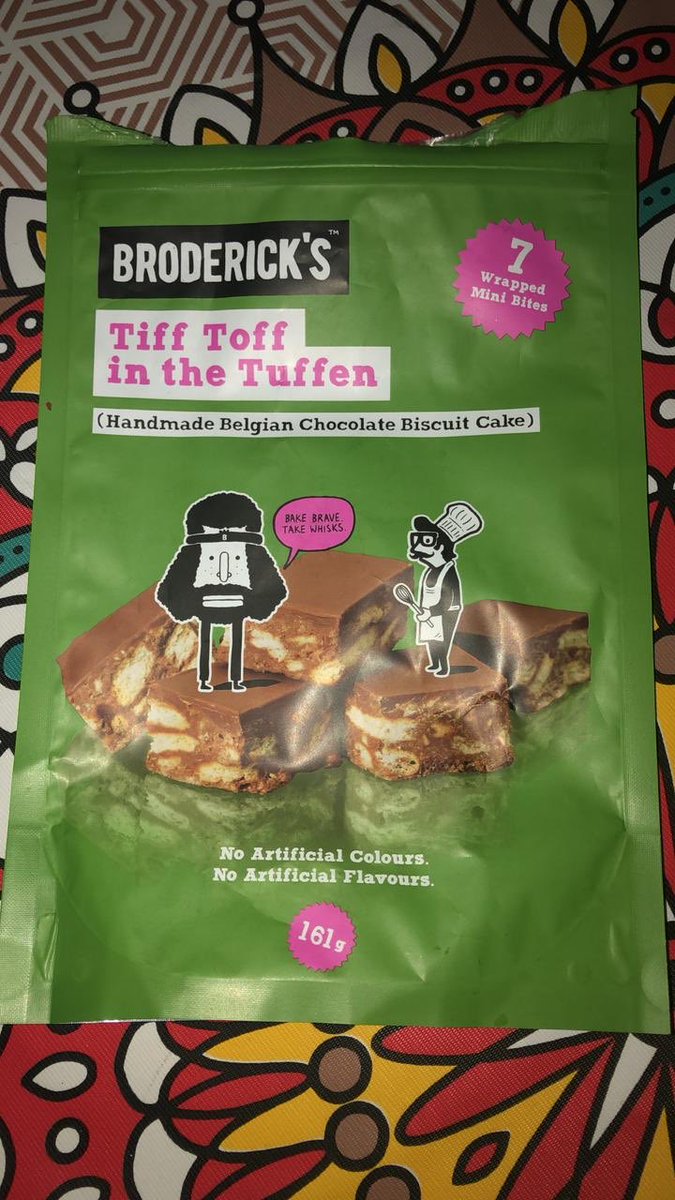 BRODERICK'S™
7
Wrapped
Mini Bites
Tiff Toff
in the Tuffen
(Handmade Belgian Chocolate Biscuit Cake)
BAKE BRAVE.
TAKE WHISKS.
B
No Artificial Colours.
No Artificial Flavours.
161g